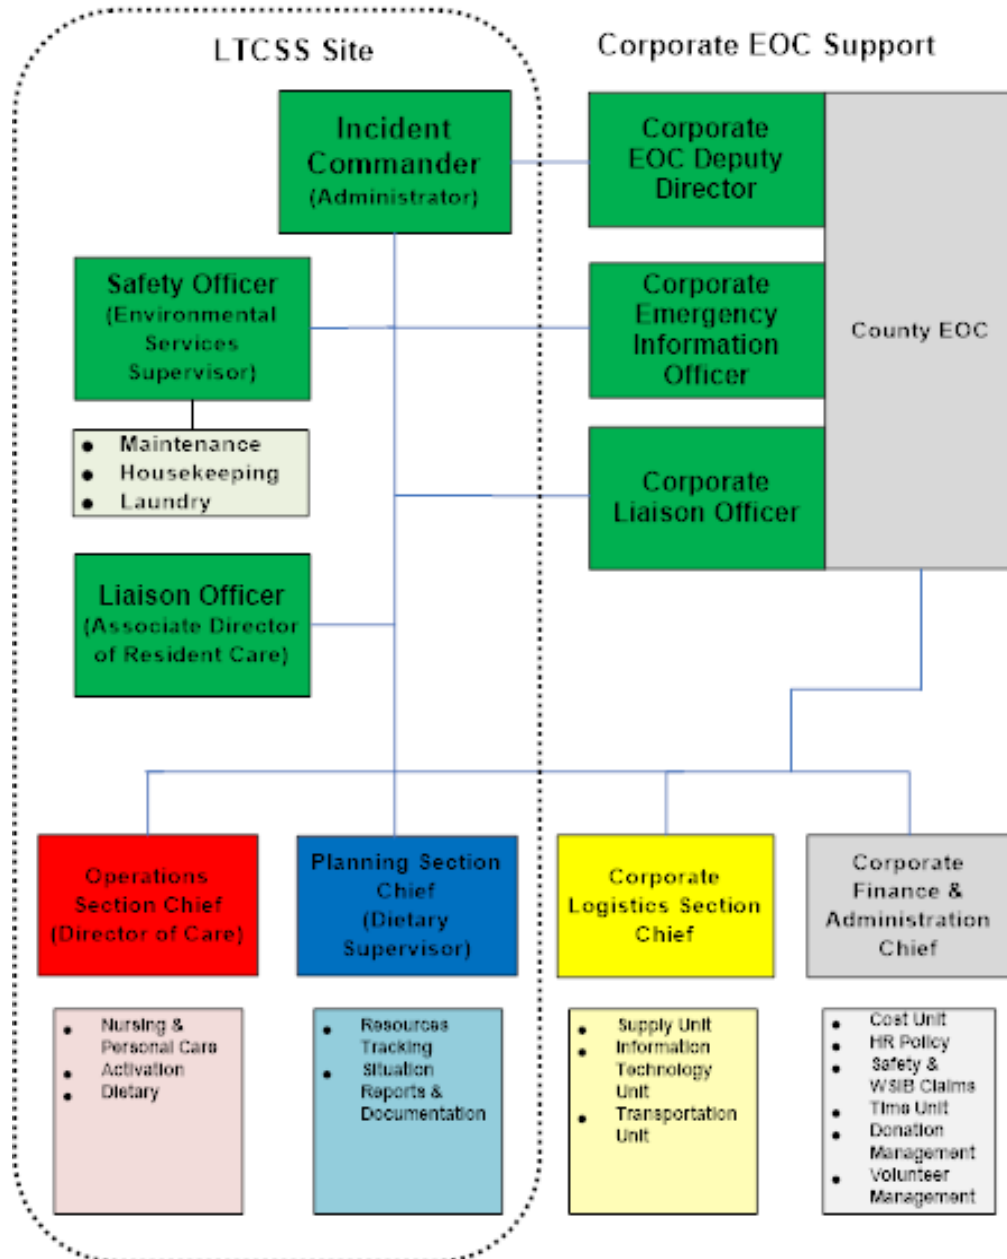 LTCSS Site
Corporate EOC Support
Incident
Commander
(Administrator)
Corporate
EOC Deputy
Director
Safety Officer
(Environmental
Services
Supervisor)
Corporate
Emergency
Information
Officer
County EOC
● Maintenance
● Housekeeping
● Laundry
Corporate
Liaison Officer
Liaison Officer
(Associate Director
of Resident Care)
Operations
Section Chief
(Director of Care)
Planning Section
Chief
(Dietary
Supervisor)
Corporate
Logistics Section
Chief
Corporate
Finance &
Administration
Chief
● Nursing &
Personal Care
● Activation
● Dietary
● Resources
Tracking
● Situation
Reports &
Documentation
● Supply Unit
● Information
Technology
Unit
● Transportation
Unit
● Cost Unit
● HR Policy
● Safety &
WSIB Claims
● Time Unit
● Donation
Management
● Volunteer
Management